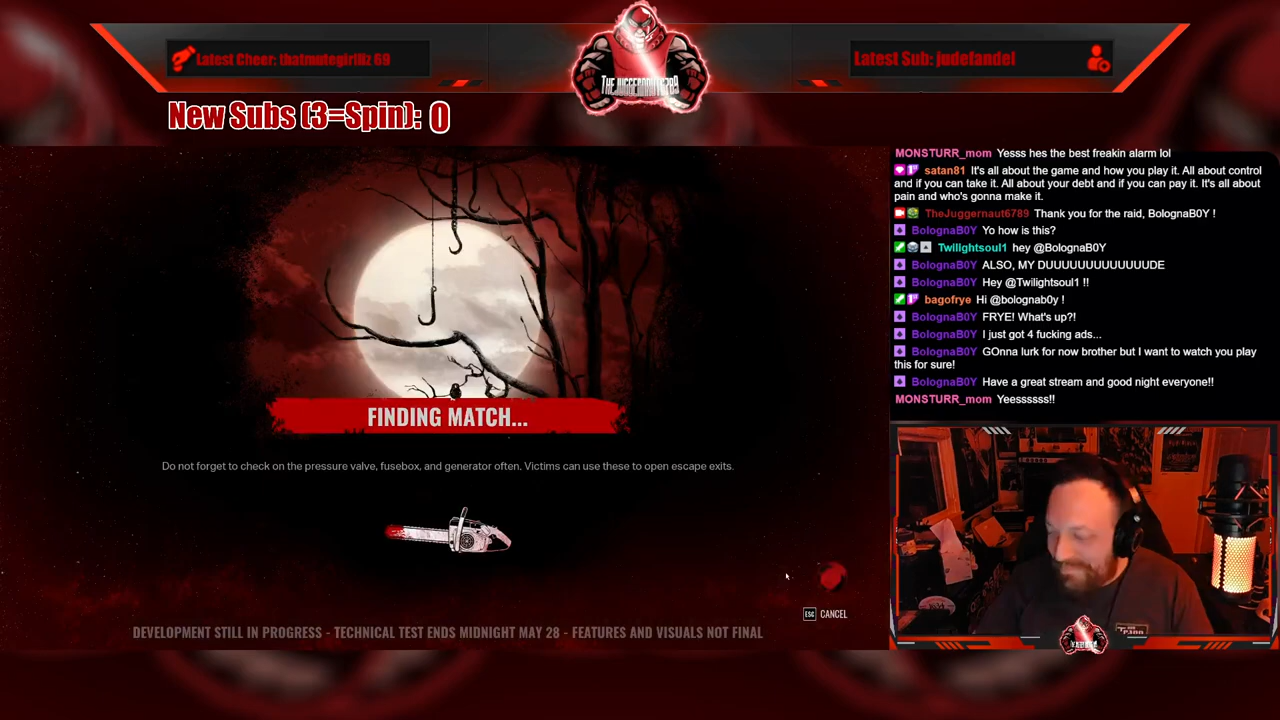 Latest Cheer: thatmutegirlliz 69
THEJUGGERNAUT6789
Latest Sub: judefandel
New Subs (3=Spin): 0
MONSTURR_mom Yesss hes the best freakin alarm lol
satan81 It's all about the game and how you play it. All about control
and if you can take it. All about your debt and if you can pay it. It's all about
pain and who's gonna make it.
TheJuggernaut6789 Thank you for the raid, BolognaB0Y !
BolognaB0Y Yo how is this?
Twilightsoul1 hey @BolognaB0Y
BolognaB0Y ALSO, MY DUUUUUUUUUUUUUDE
BolognaB0Y Hey @Twilightsoul1 !!
bagofrye Hi @bolognab0y !
BolognaB0Y FRYE! What's up?!
BolognaB0Y I just got 4 fucking ads...
BolognaB0Y GOnna lurk for now brother but I want to watch you play
this for sure!
BolognaB0Y Have a great stream and good night everyone!!
MONSTURR_mom Yeessssss!!
FINDING MATCH...
Do not forget to check on the pressure valve, fusebox, and generator often. Victims can use these to open escape exits.
ESC CANCEL
DEVELOPMENT STILL IN PROGRESS - TECHNICAL TEST ENDS MIDNIGHT MAY 28 - FEATURES AND VISUALS NOT FINAL